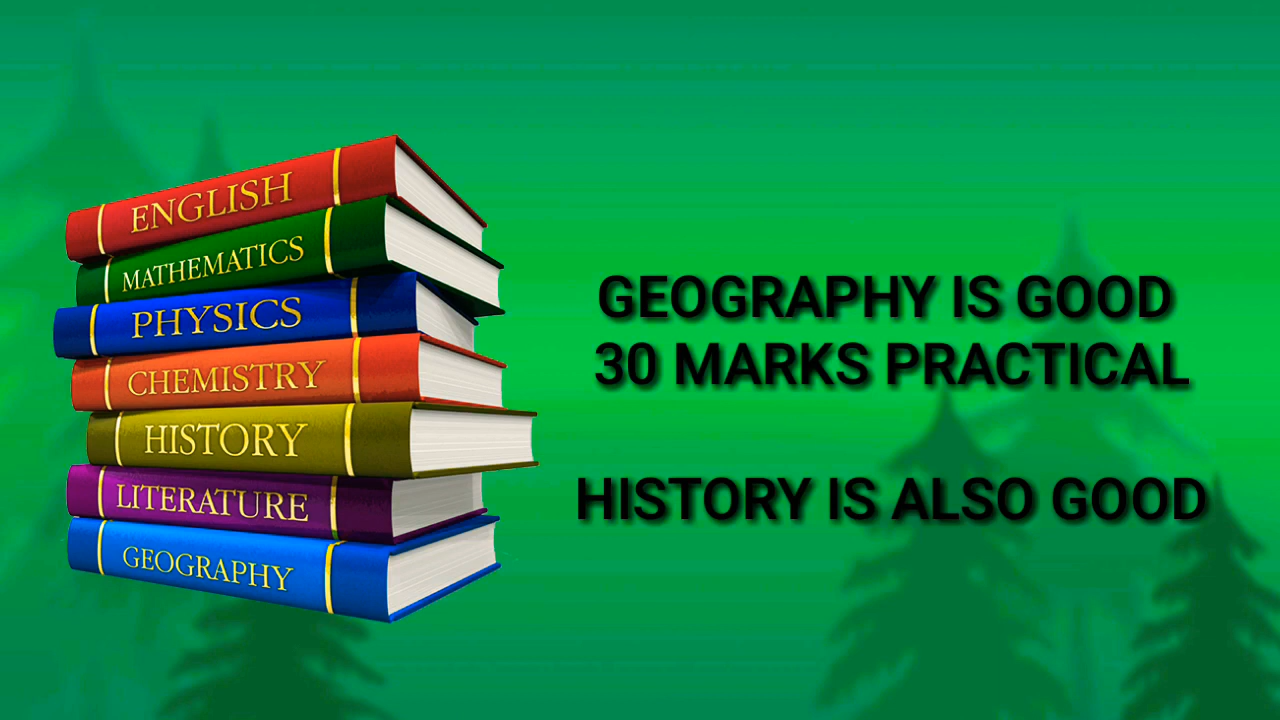 ENGLISH
MATHEMATICS
PHYSICS
CHEMISTRY
HISTORY
LITERATURE
GEOGRAPHY
GEOGRAPHY IS GOOD
30 MARKS PRACTICAL
HISTORY IS ALSO GOOD